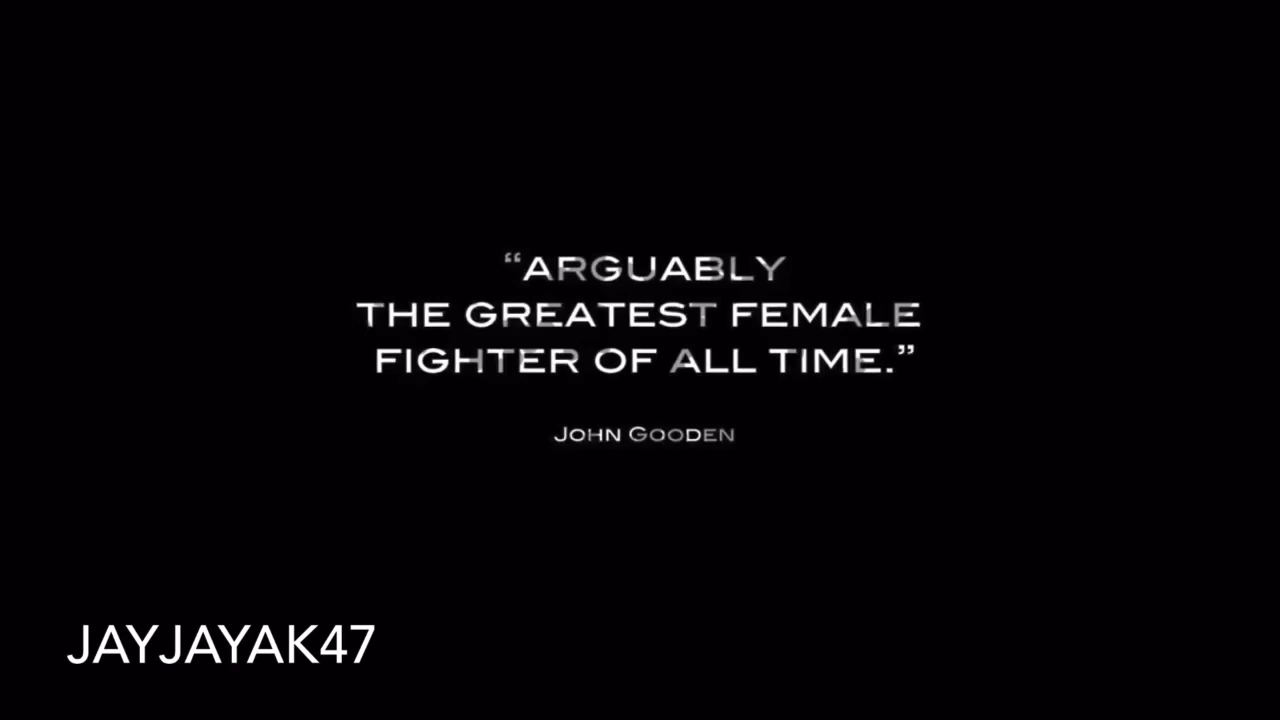 “ARGUABLY
THE GREATEST FEMALE
FIGHTER OF ALL TIME.”
JOHN GOODEN
JAYJAYAK47